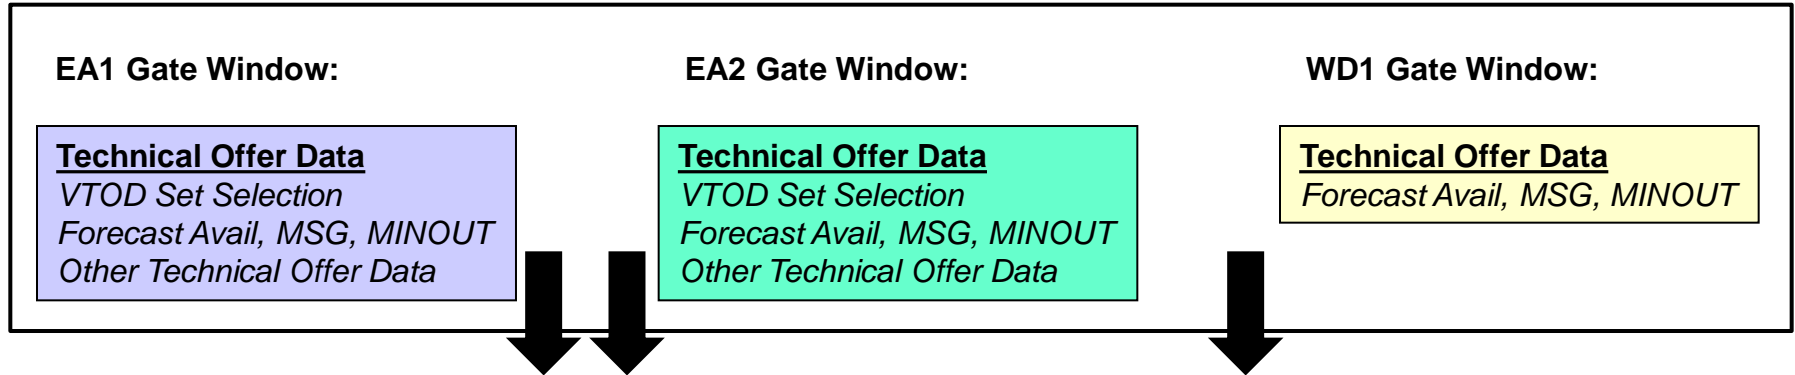 EA1 Gate Window:
Technical Offer Data
VTOD Set Selection
Forecast Avail, MSG, MINOUT
Other Technical Offer Data
EA2 Gate Window:
Technical Offer Data
VTOD Set Selection
Forecast Avail, MSG, MINOUT
Other Technical Offer Data
WD1 Gate Window:
Technical Offer Data
Forecast Avail, MSG, MINOUT